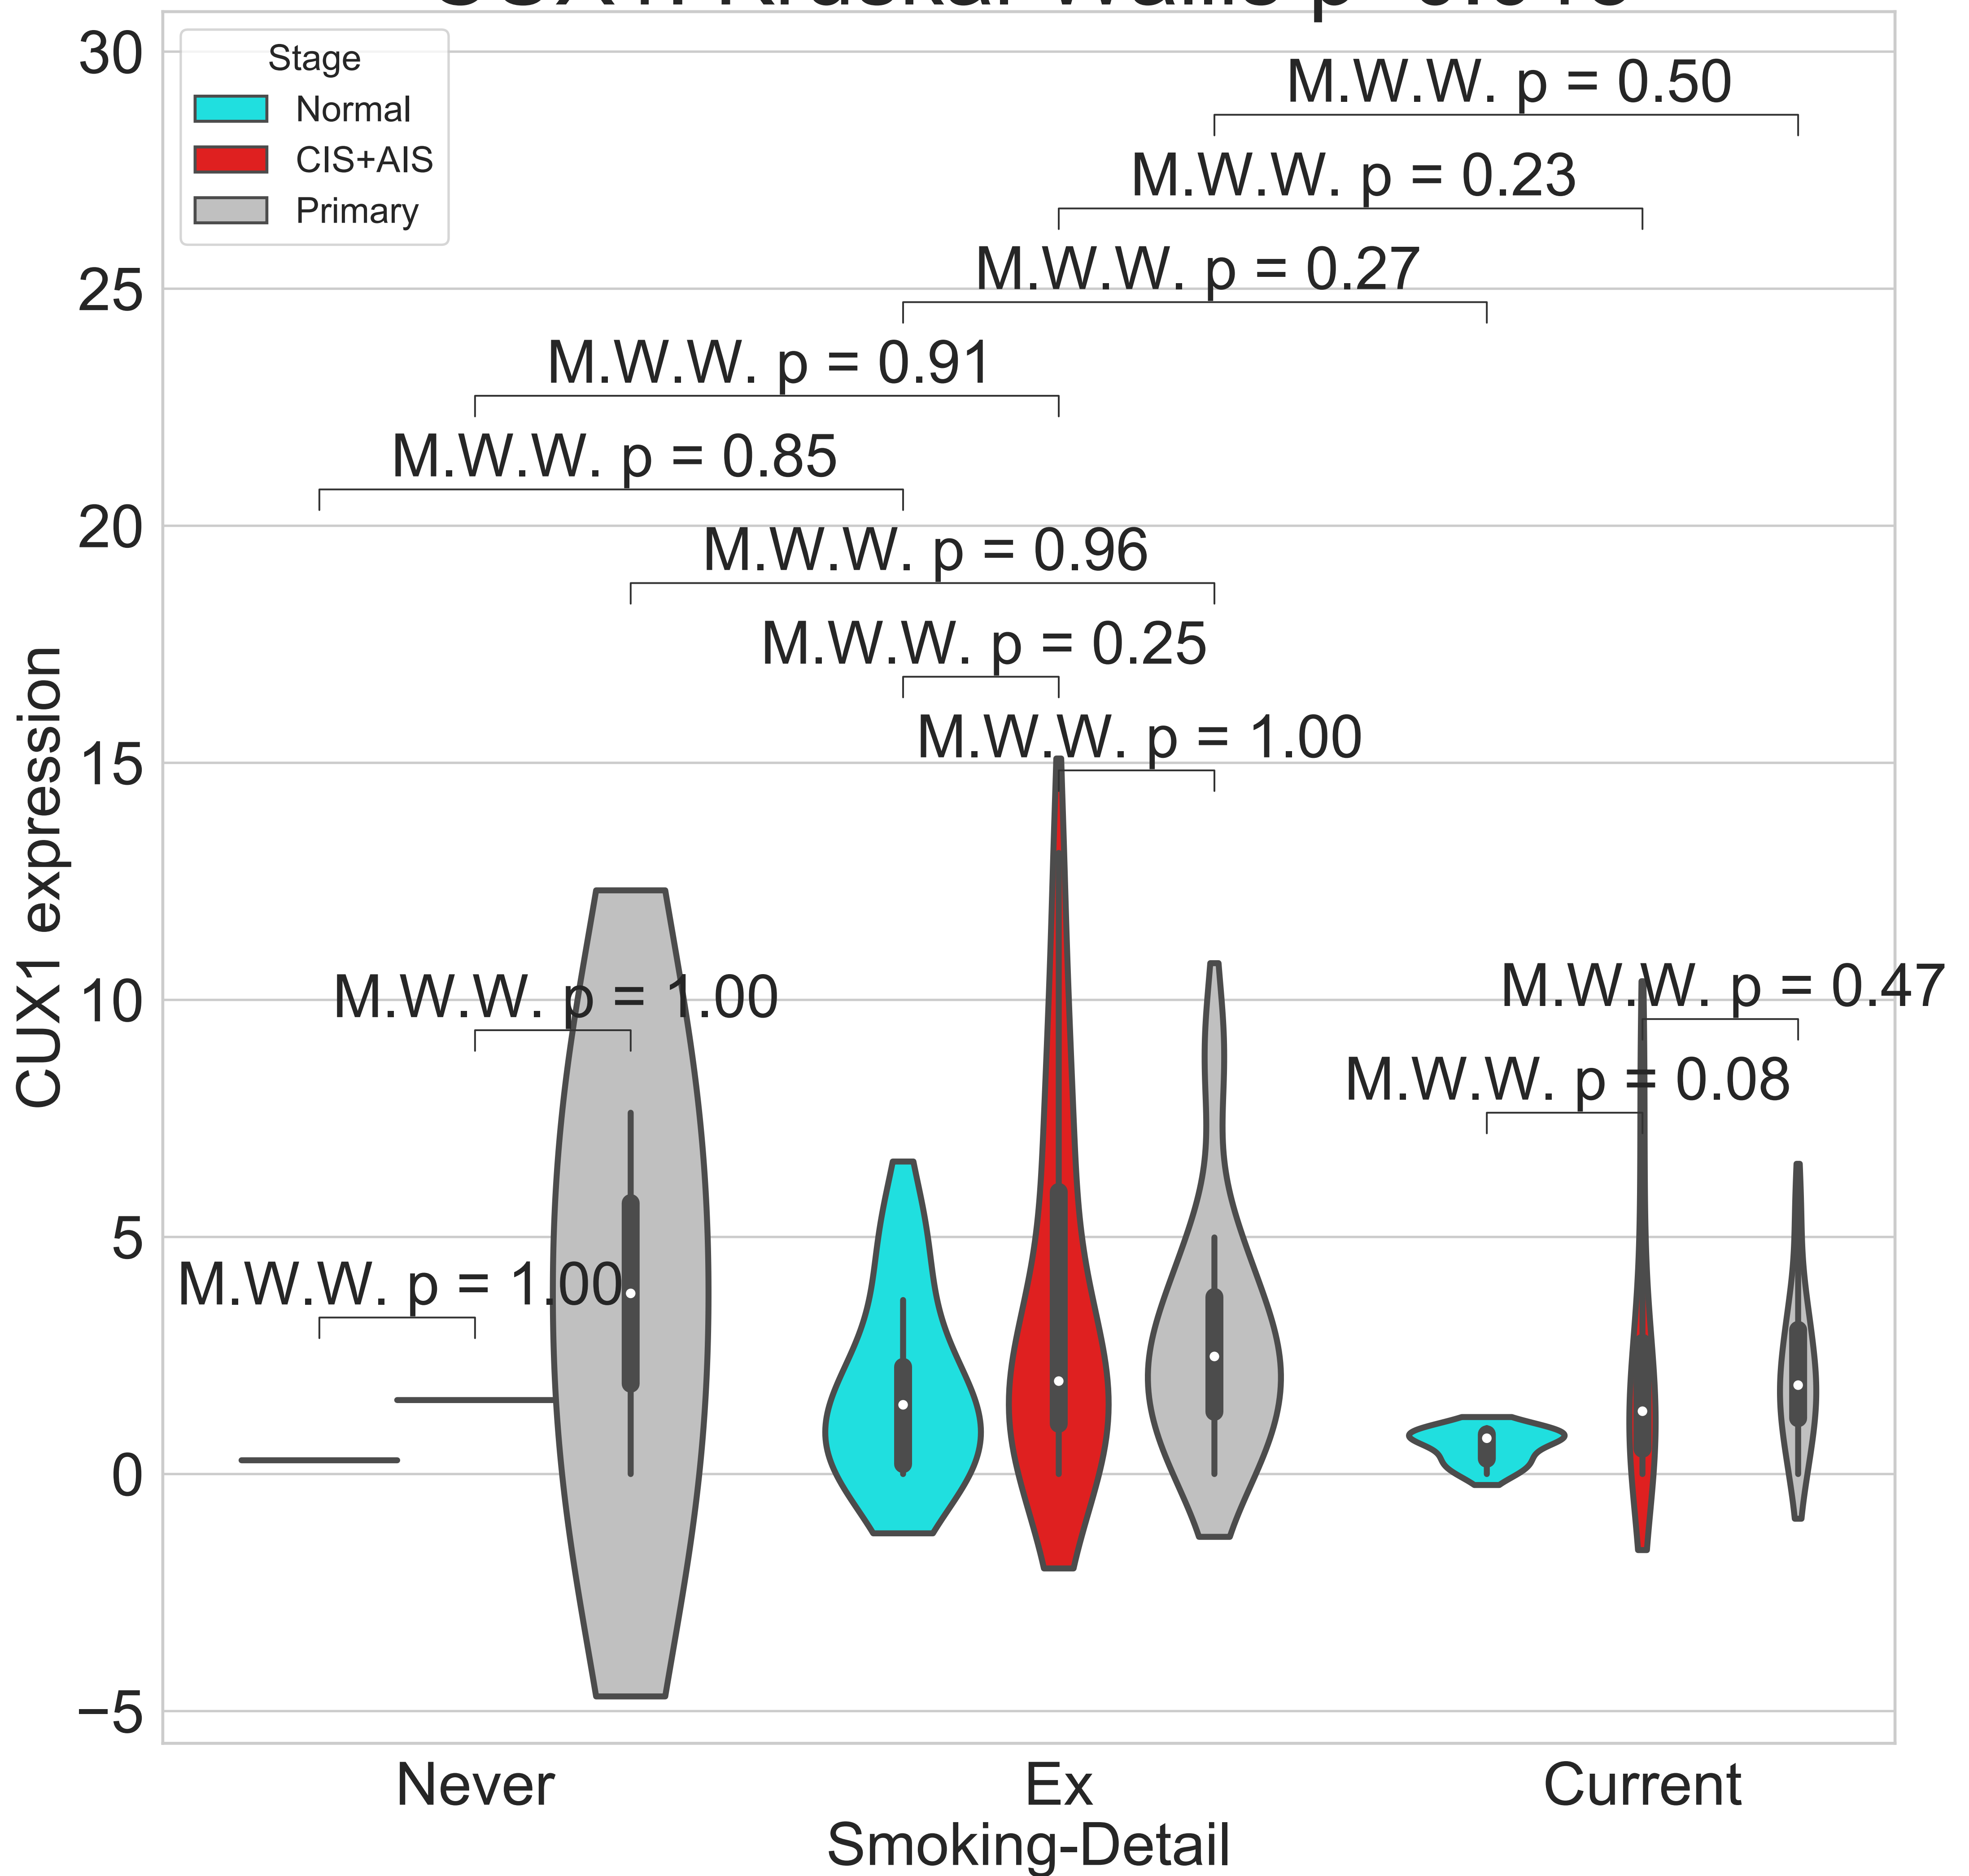 30
25
20
15
10
5
0
−5
CUX1 expression
Stage
Normal
CIS+AIS
Primary
M.W.W. p = 0.50
M.W.W. p = 0.23
M.W.W. p = 0.27
M.W.W. p = 0.91
M.W.W. p = 0.85
M.W.W. p = 0.96
M.W.W. p = 0.25
M.W.W. p = 1.00
M.W.W. p = 1.00
M.W.W. p = 0.47
M.W.W. p = 0.08
M.W.W. p = 1.00
Never
Ex
Current
Smoking-Detail